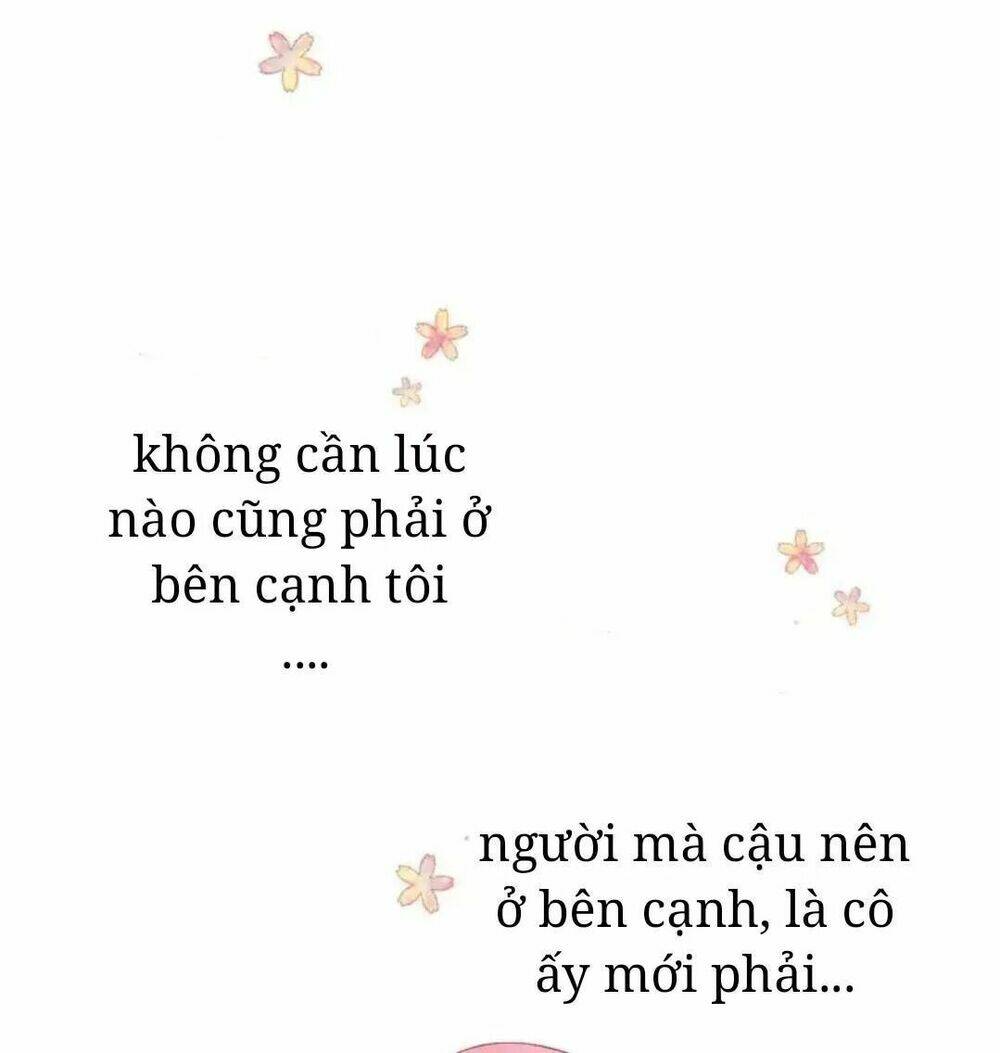 không cần lúc
nào cũng phải ở
bên cạnh tôi
....
người mà cậu nên
ở bên cạnh, là cô
ấy mới phải...